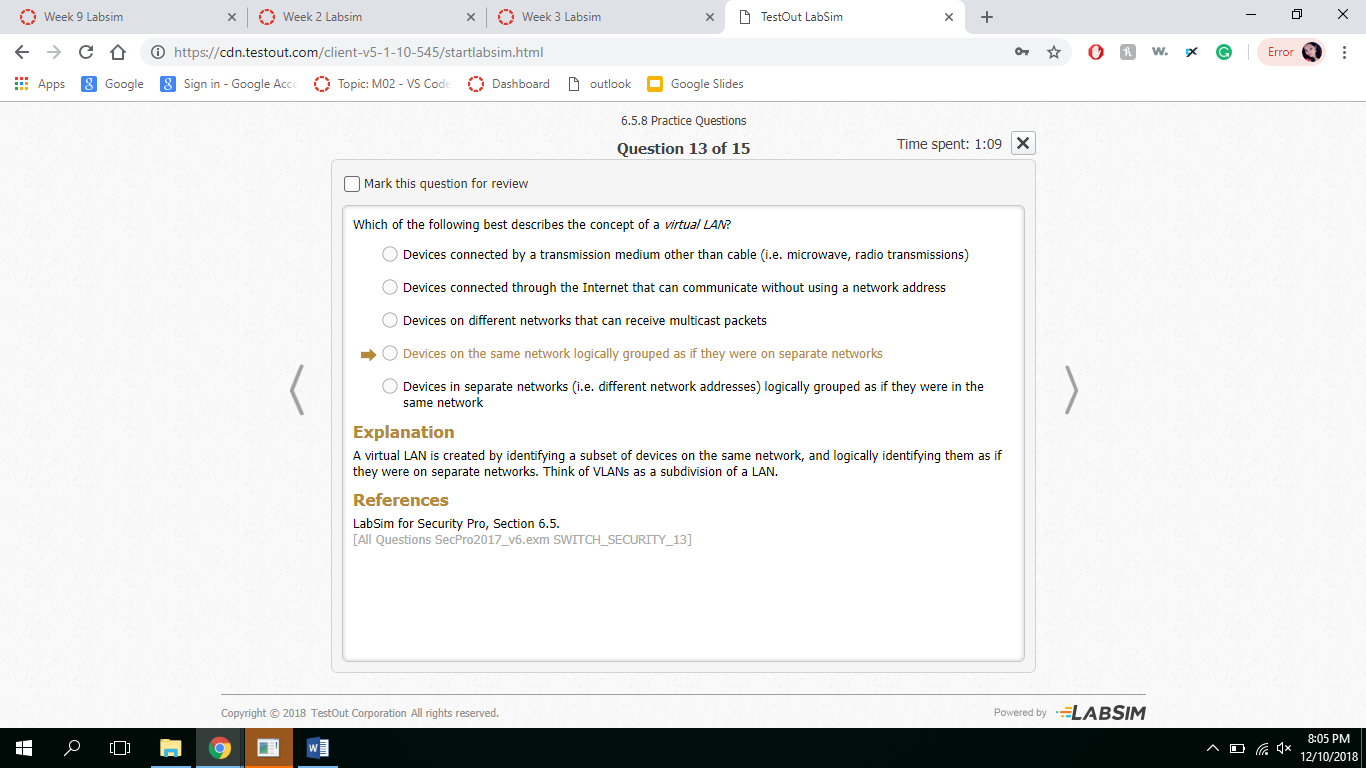 Week 9 Labsim
Week 2 Labsim
Week 3 Labsim
TestOut LabSim
https://cdn.testout.com/client-v5-1-10-545/startlabsim.html
Error
Apps
Google
Sign in - Google Acco
Topic: M02 - VS Code
Dashboard
outlook
Google Slides
6.5.8 Practice Questions
Question 13 of 15
Time spent: 1:09
Mark this question for review
Which of the following best describes the concept of a virtual LAN?
Devices connected by a transmission medium other than cable (i.e. microwave, radio transmissions)
Devices connected through the Internet that can communicate without using a network address
Devices on different networks that can receive multicast packets
Devices on the same network logically grouped as if they were on separate networks
Devices in separate networks (i.e. different network addresses) logically grouped as if they were in the
same network
Explanation
A virtual LAN is created by identifying a subset of devices on the same network, and logically identifying them as if
they were on separate networks. Think of VLANs as a subdivision of a LAN.
References
LabSim for Security Pro, Section 6.5.
[All Questions SecPro2017_v6.exm SWITCH_SECURITY_13]
Copyright © 2018 TestOut Corporation All rights reserved.
Powered by LABSIM
8:05 PM
12/10/2018